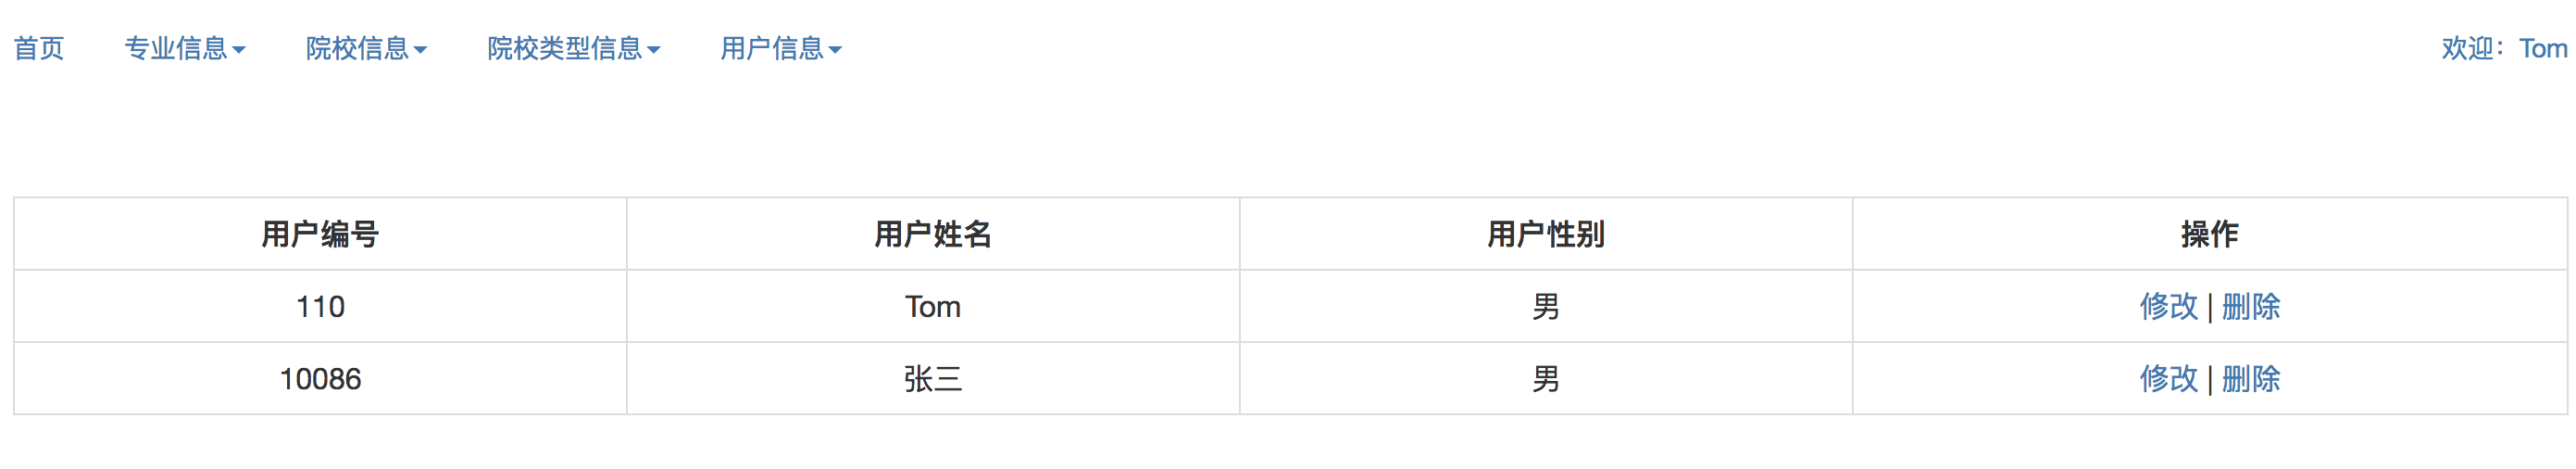 首页 专业信息 院校信息 院校类型信息 用户信息 欢迎：Tom
用户编号 用户姓名 用户性别 操作
110 Tom 男 修改 | 删除
10086 张三 男 修改 | 删除